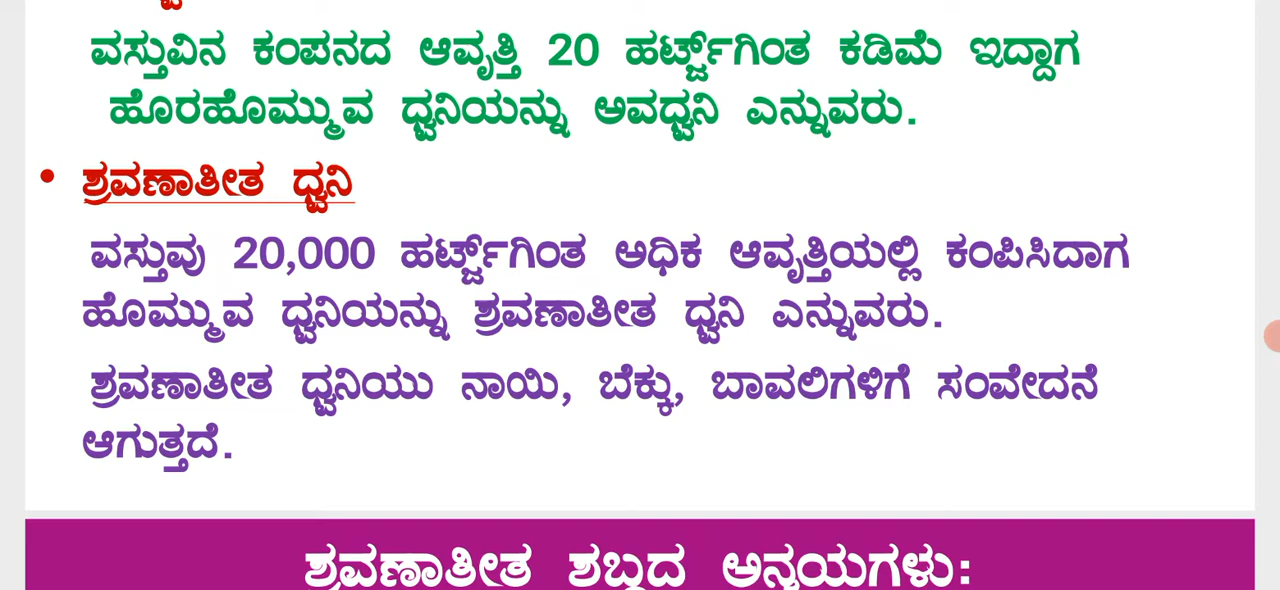 ವಸ್ತುವಿನ ಕಂಪನದ ಆವೃತ್ತಿ 20 ಹರ್ಟ್ಜ್‌ಗಿಂತ ಕಡಿಮೆ ಇದ್ದಾಗ
ಹೊರಹೊಮ್ಮುವ ಧ್ವನಿಯನ್ನು ಅವಧ್ವನಿ ಎನ್ನುವರು.
• ಶ್ರವಣಾತೀತ ಧ್ವನಿ
ವಸ್ತುವು 20,000 ಹರ್ಟ್ಜ್‌ಗಿಂತ ಅಧಿಕ ಆವೃತ್ತಿಯಲ್ಲಿ ಕಂಪಿಸಿದಾಗ
ಹೊಮ್ಮುವ ಧ್ವನಿಯನ್ನು ಶ್ರವಣಾತೀತ ಧ್ವನಿ ಎನ್ನುವರು.
ಶ್ರವಣಾತೀತ ಧ್ವನಿಯು ನಾಯಿ, ಬೆಕ್ಕು, ಬಾವಲಿಗಳಿಗೆ ಸಂವೇದನೆ
ಆಗುತ್ತದೆ.
ಶ್ರವಣಾತೀತ ಶಬ್ದದ ಅನ್ವಯಗಳು: